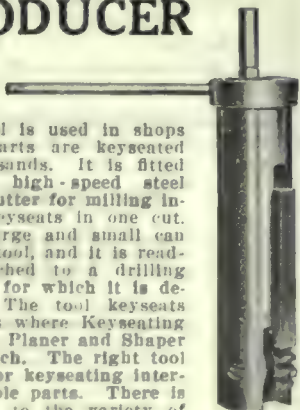 ODUCER
l is used in shops
arts are keyseated
sands. It is fitted
high-speed steel
utter for milling in-
eyseats in one cut.
rge and small can
tool, and it is read-
ched to a drilling
for which it is de-
The tool keyseats
s where Keyseating
Planer and Shaper
ch. The right tool
or keyseating inter-
ble parts. There is
to the variety of